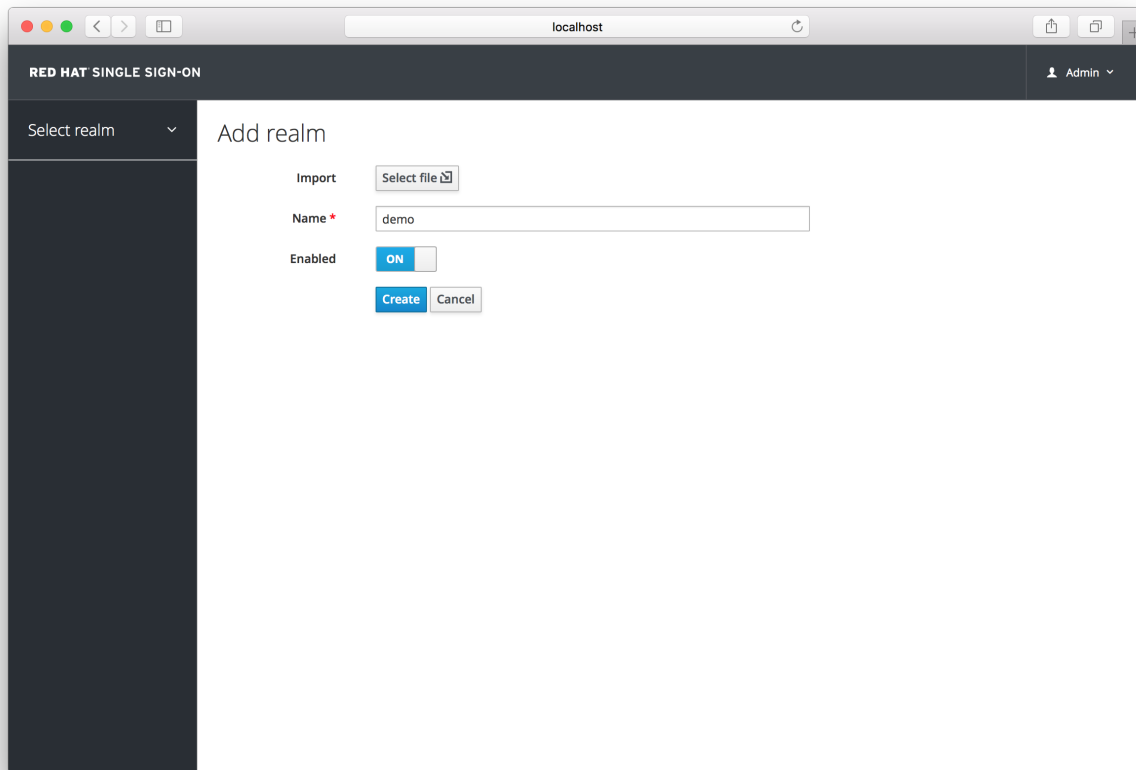 localhost
RED HAT SINGLE SIGN-ON
Admin
Select realm
Add realm
Import Select file
Name * demo
Enabled ON
Create Cancel